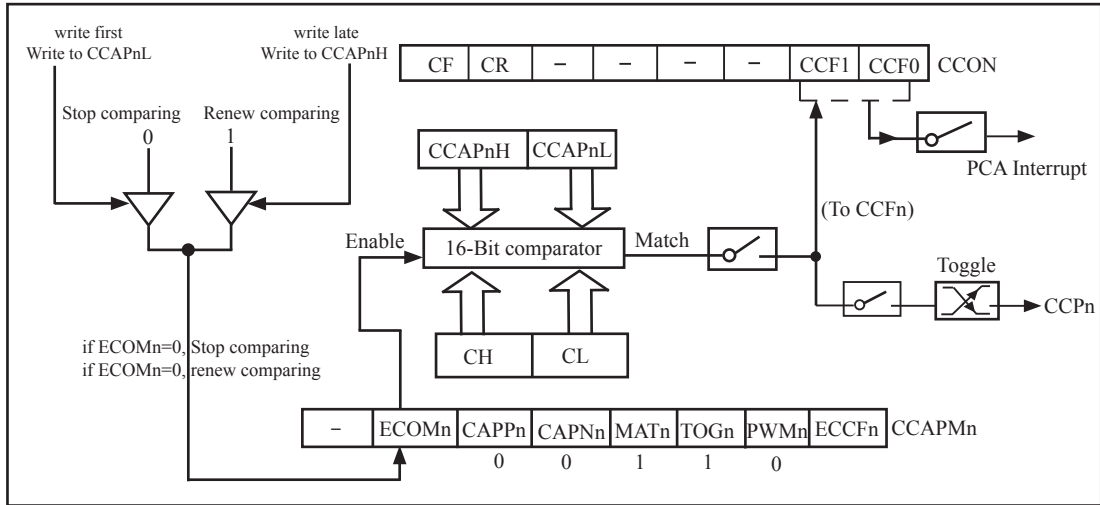 write first
Write to CCAPnL
write late
Write to CCAPnH
CF CR – – – – CCF1 CCF0 CCON
Stop comparing
0
Renew comparing
1
CCAPnH CCAPnL
PCA Interrupt
(To CCFn)
Enable
16-Bit comparator
Match
Toggle
CCPn
CH CL
if ECOMn=0, Stop comparing
if ECOMn=0, renew comparing
– ECOMn CAPPn CAPNn MATn TOGn PWMn ECCFn CCAPMn
0 0 1 1 0